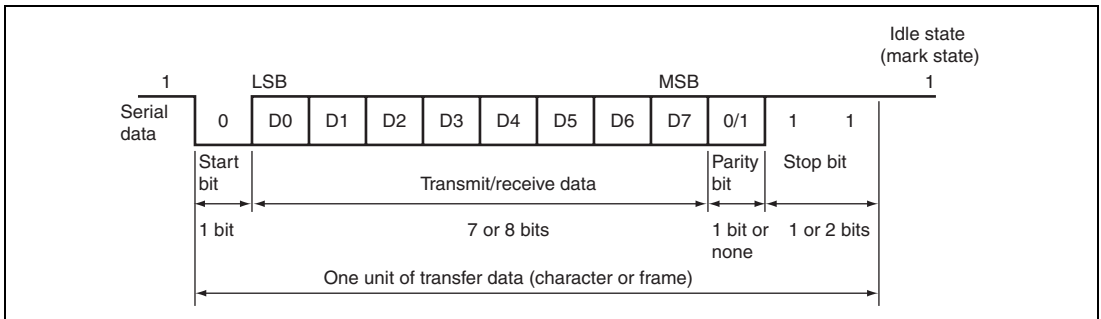 Idle state
(mark state)
1 LSB MSB 1
Serial
data
0 D0 D1 D2 D3 D4 D5 D6 D7 0/1 1 1
Start
bit
Transmit/receive data
Parity
bit
Stop bit
1 bit
7 or 8 bits
1 bit or
none
1 or 2 bits
One unit of transfer data (character or frame)